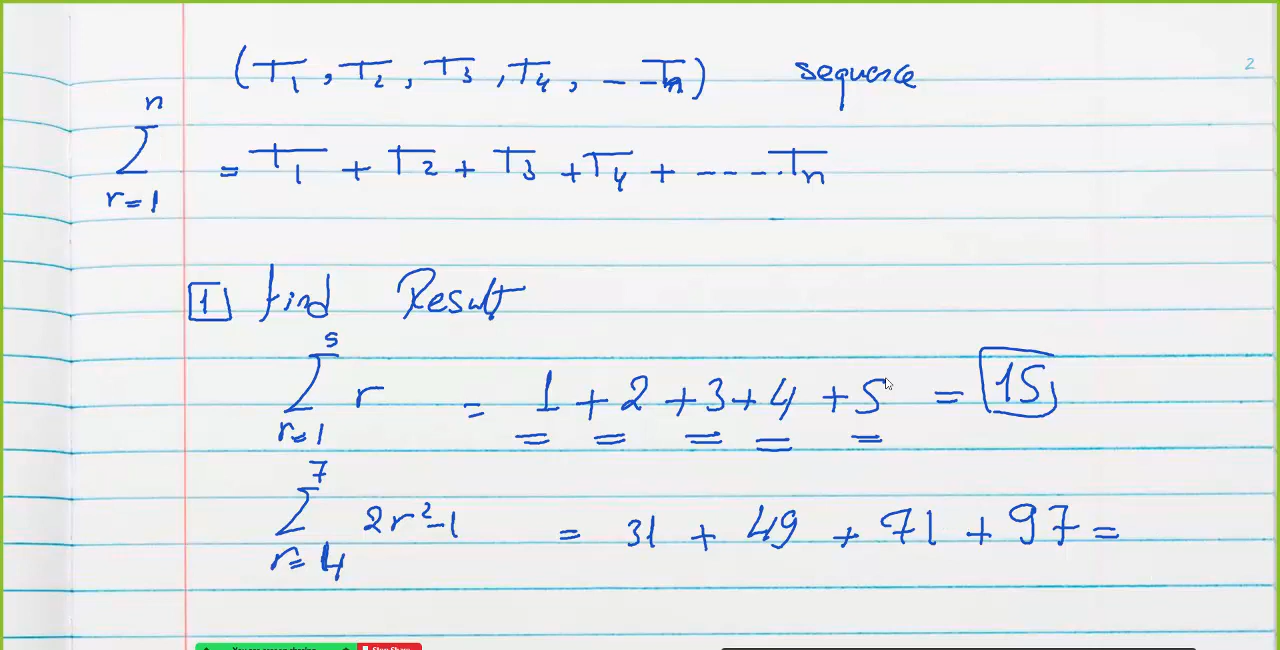 (T₁, T₂, T₃, T₄, -- Tₙ) sequence
2
n
∑ = T₁ + T₂ + T₃ + T₄ + ----. Tₙ
r=1
1 find Result
5
∑ r = 1 + 2 + 3 + 4 + 5 = 15
r=1
7
∑ 2r²-1 = 31 + 49 + 71 + 97 =
r=4